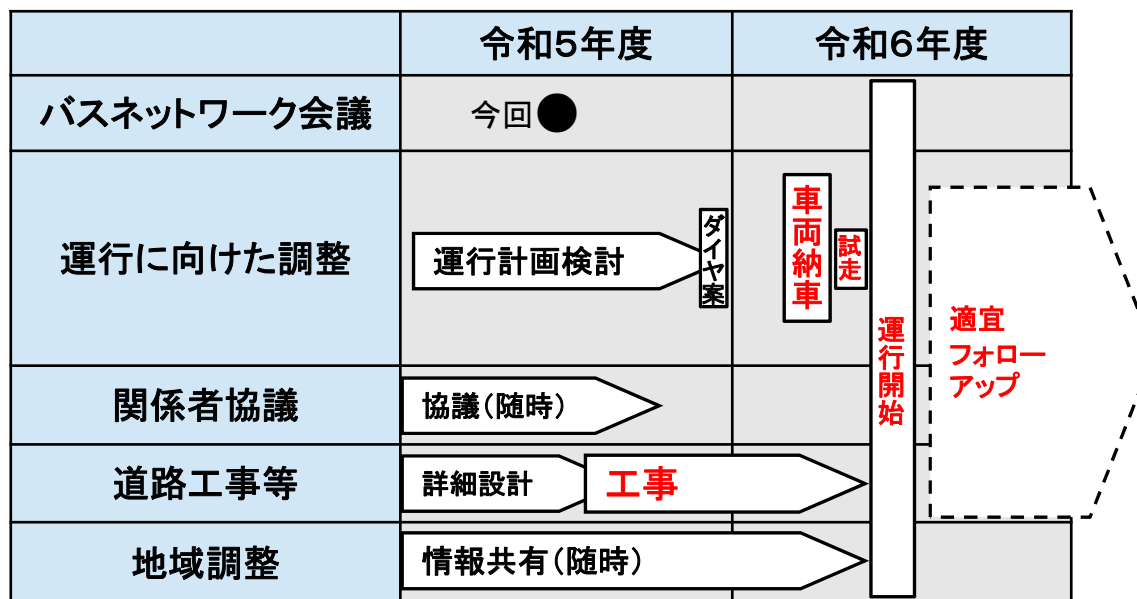 令和5年度
令和6年度
バスネットワーク会議
今回●
運行に向けた調整
運行計画検討
ダイヤ案
車両納車
試走
運行開始
適宜
フォロー
アップ
関係者協議
協議(随時)
道路工事等
詳細設計
工事
地域調整
情報共有(随時)